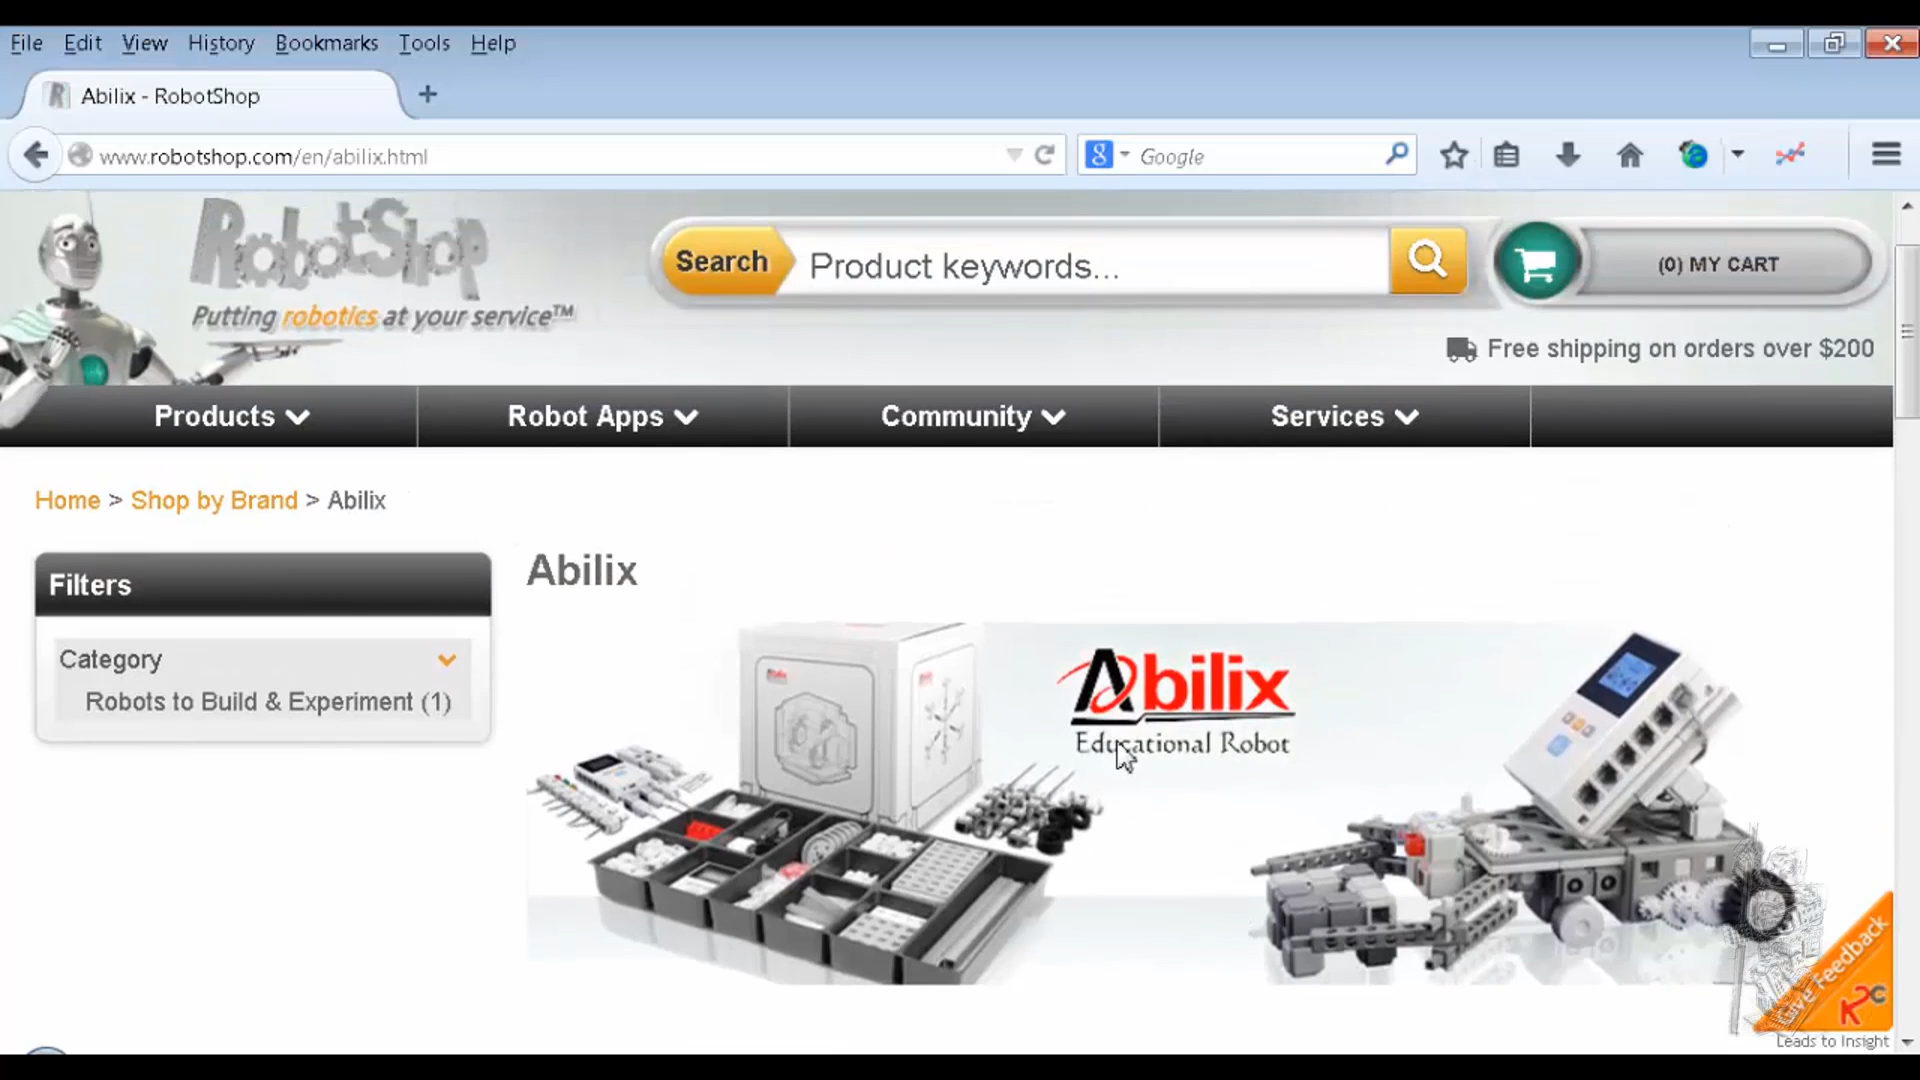 File Edit View History Bookmarks Tools Help
Abilix - RobotShop
www.robotshop.com/en/abilix.html
Google
RobotShop
Putting robotics at your service™
Search
Product keywords...
(0) MY CART
Free shipping on orders over $200
Products
Robot Apps
Community
Services
Home > Shop by Brand > Abilix
Filters
Category
Robots to Build & Experiment (1)
Abilix
Abilix
Educational Robot
Give Feedback
Leads to Insight